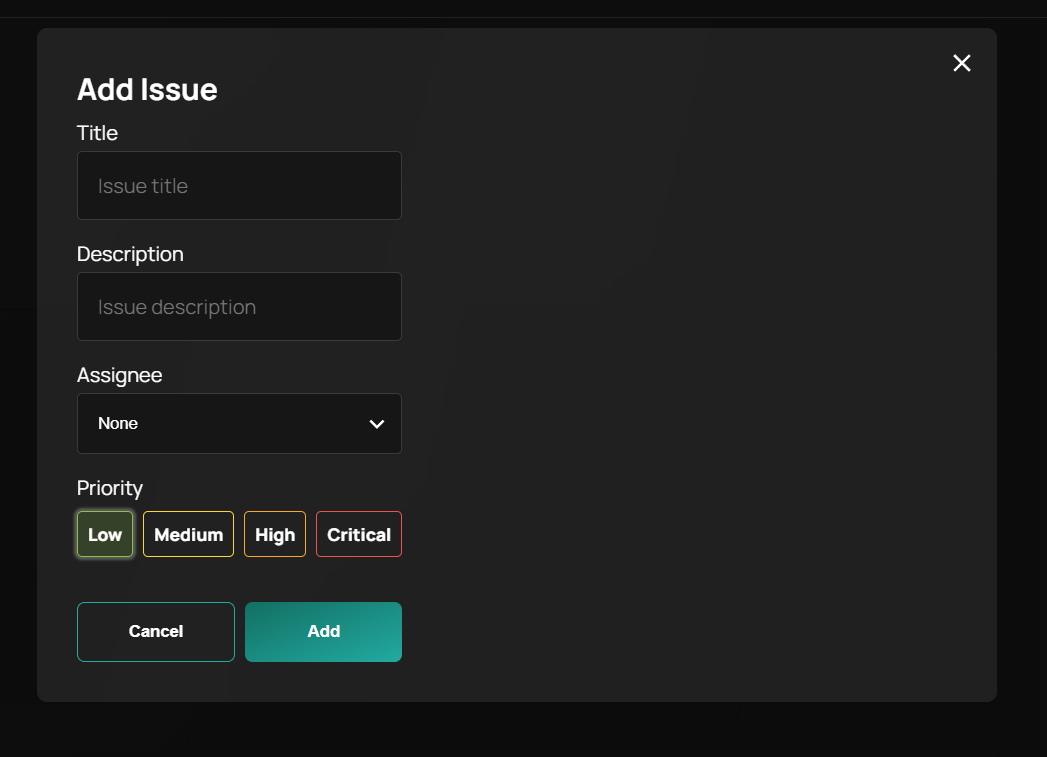 Add Issue
Title
Issue title
Description
Issue description
Assignee
None
Priority
Low Medium High Critical
Cancel Add